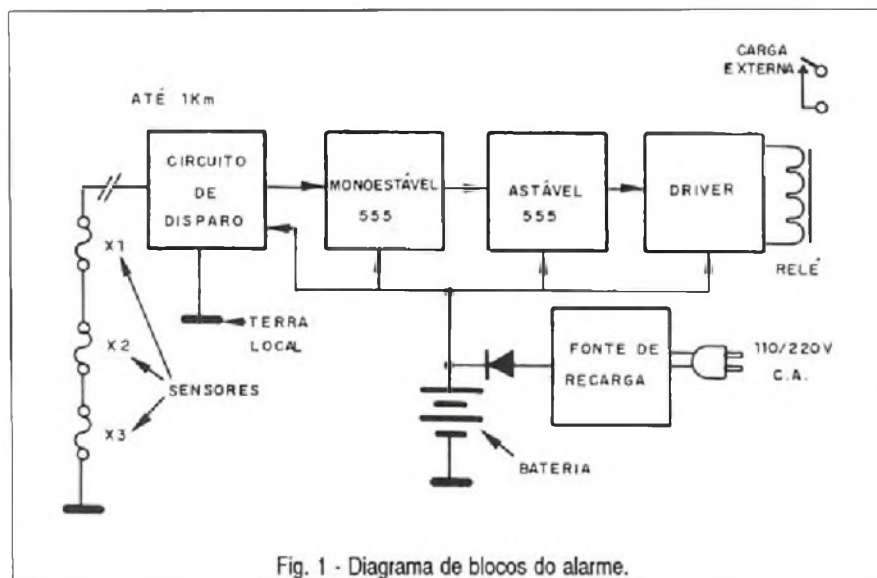 CARGA
EXTERNA
ATÉ 1Km
CIRCUITO
DE
DISPARO
MONOESTÁVEL
555
ASTÁVEL
555
DRIVER
RELÉ
X1
X2
X3
SENSORES
TERRA
LOCAL
FONTE DE
RECARGA
110/220V
C.A.
BATERIA
Fig. 1 - Diagrama de blocos do alarme.